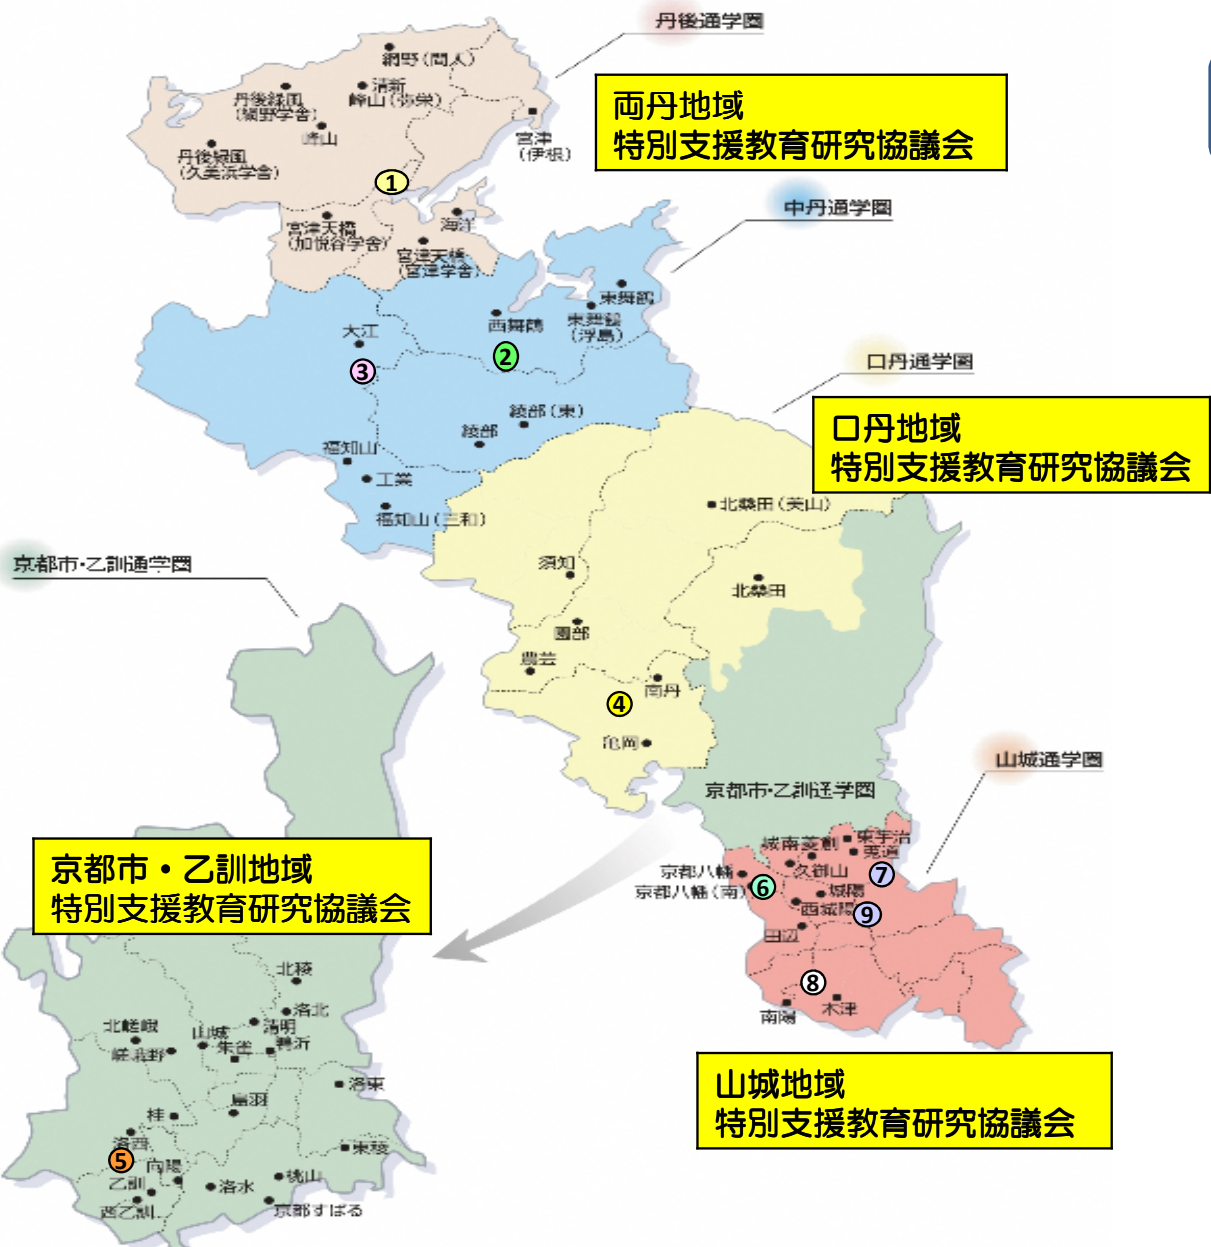 丹後通学圏
網野(間人)
丹後緑風
(網野学舎)
清新
峰山(弥栄)
峰山
丹後緑風
(久美浜学舎)
宮津
(伊根)
両丹地域
特別支援教育研究協議会
①
宮津天橋
(加悦谷学舎)
海洋
宮津天橋
(宮津学舎)
中丹通学圏
東舞鶴
西舞鶴
東舞鶴
(浮島)
大江
②
③
綾部(東)
綾部
福知山
工業
福知山(三和)
口丹通学圏
口丹地域
特別支援教育研究協議会
北桑田(美山)
須知
北桑田
園部
農芸
南丹
④
亀岡
京都市・乙訓通学圏
京都市・乙訓通学圏
山城通学圏
東宇治
城南菱創
莵道
久御山
京都八幡
京都八幡(南)
⑥
⑦
城陽
西城陽
⑨
田辺
⑧
木津
南陽
山城地域
特別支援教育研究協議会
京都市・乙訓地域
特別支援教育研究協議会
北稜
洛北
北嵯峨
山城
清明
嵯峨野
朱雀
鴨沂
洛東
鳥羽
桂
洛西
東稜
⑤
向陽
乙訓
洛水
桃山
西乙訓
京都すばる